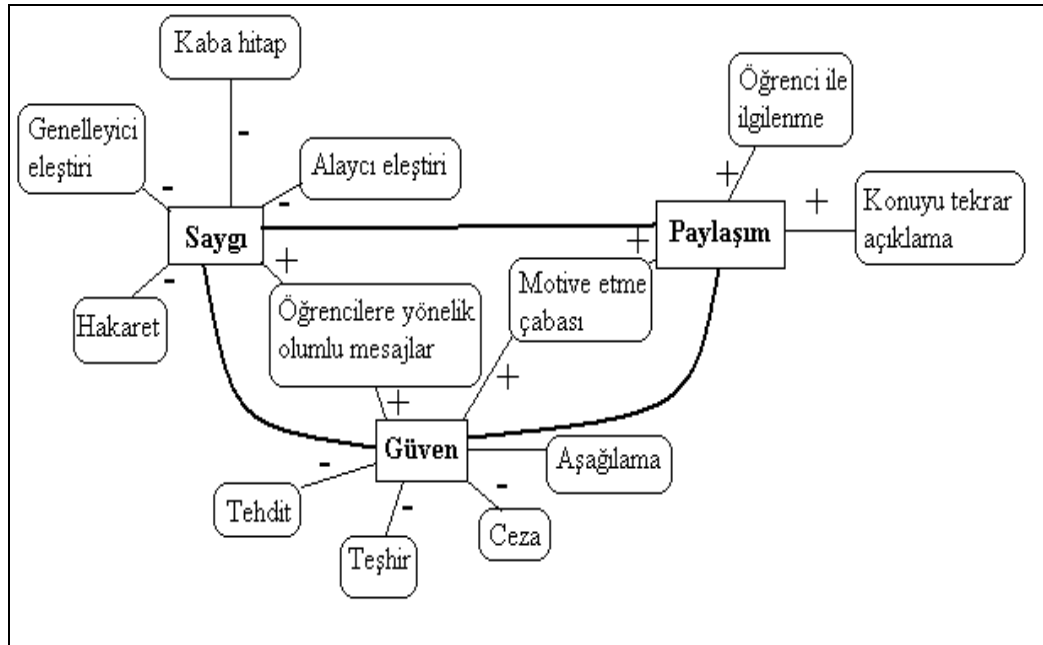 Kaba hitap
-
Genelleyici
eleştiri
-
Alaycı eleştiri
-
Öğrenci ile
ilgilenme
+
Saygı
Paylaşım
+
Konuyu tekrar
açıklama
-
Hakaret
+
Öğrencilere yönelik
olumlu mesajlar
+
Motive etme
çabası
+
+
Güven
Aşağılama
-
Tehdit
-
Teşhir
-
Ceza